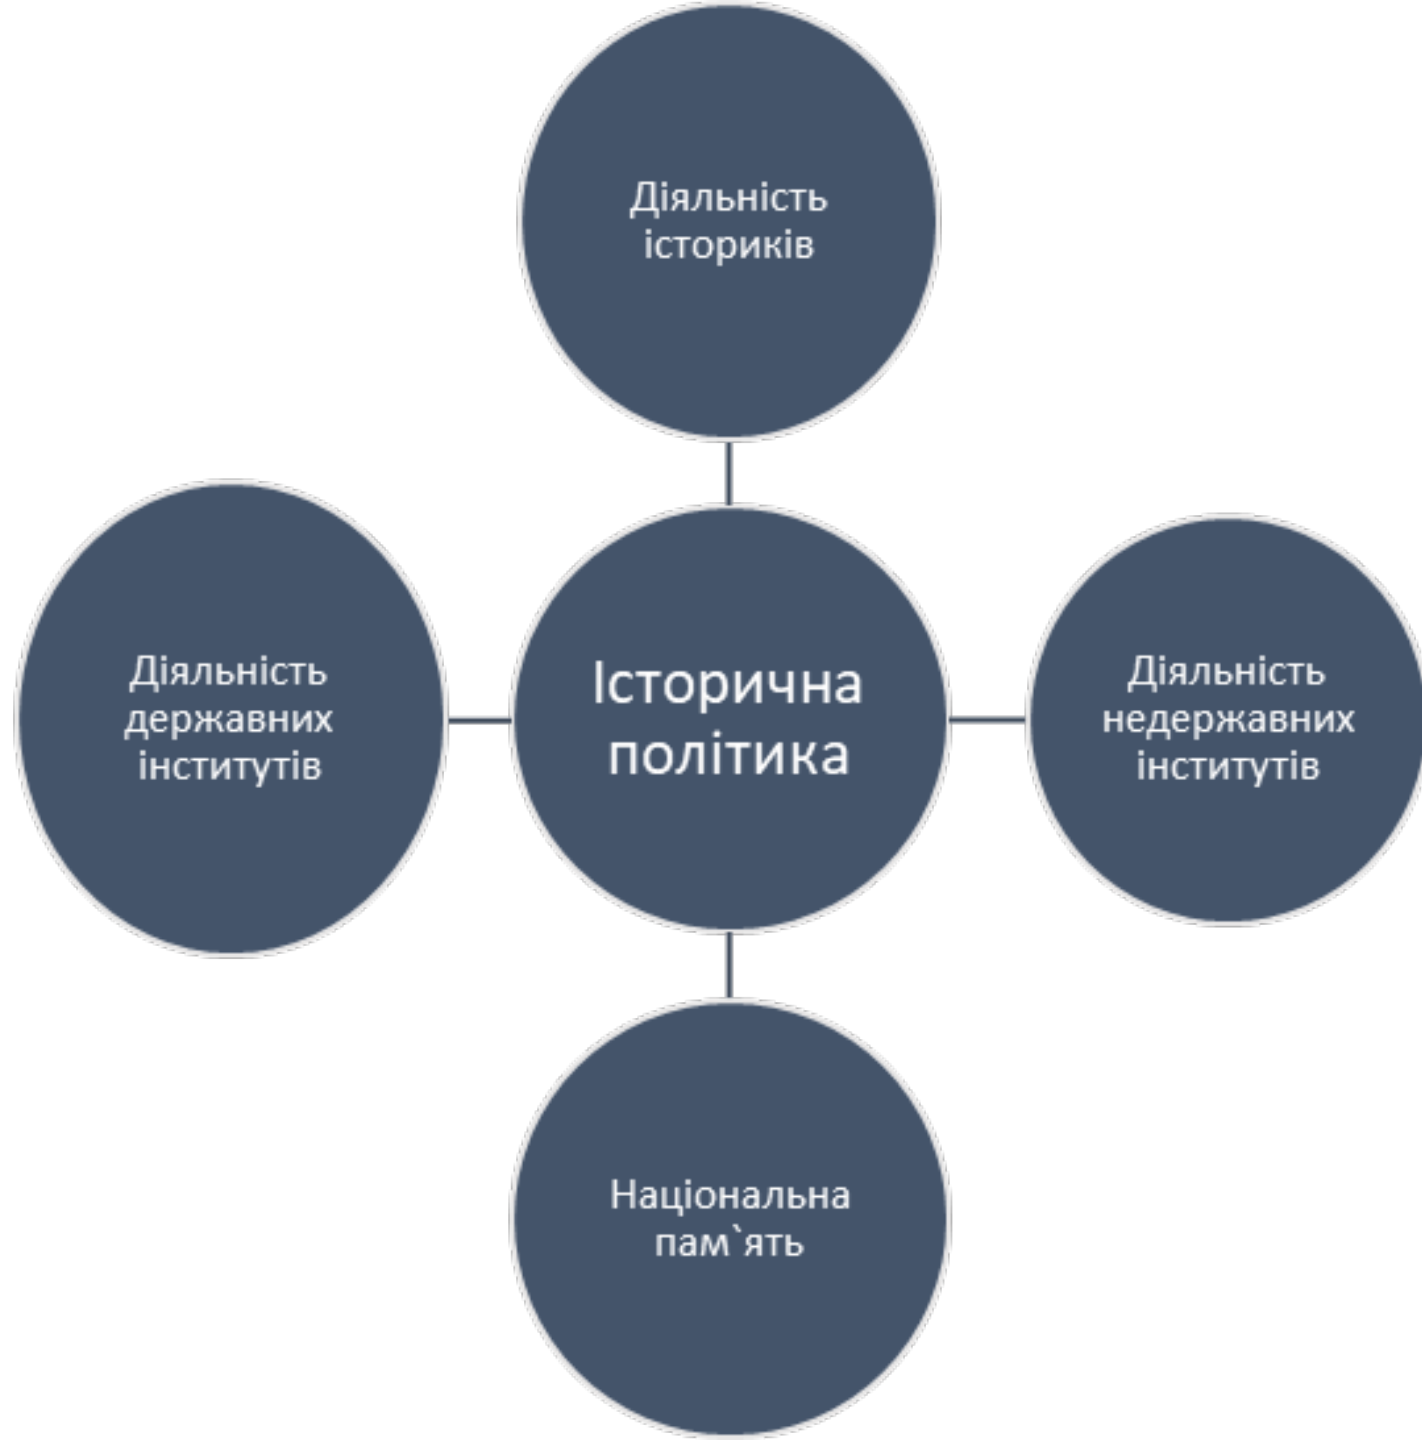 Діяльність
істориків
Діяльність
державних
інститутів
Історична
політика
Діяльність
недержавних
інститутів
Національна
пам`ять